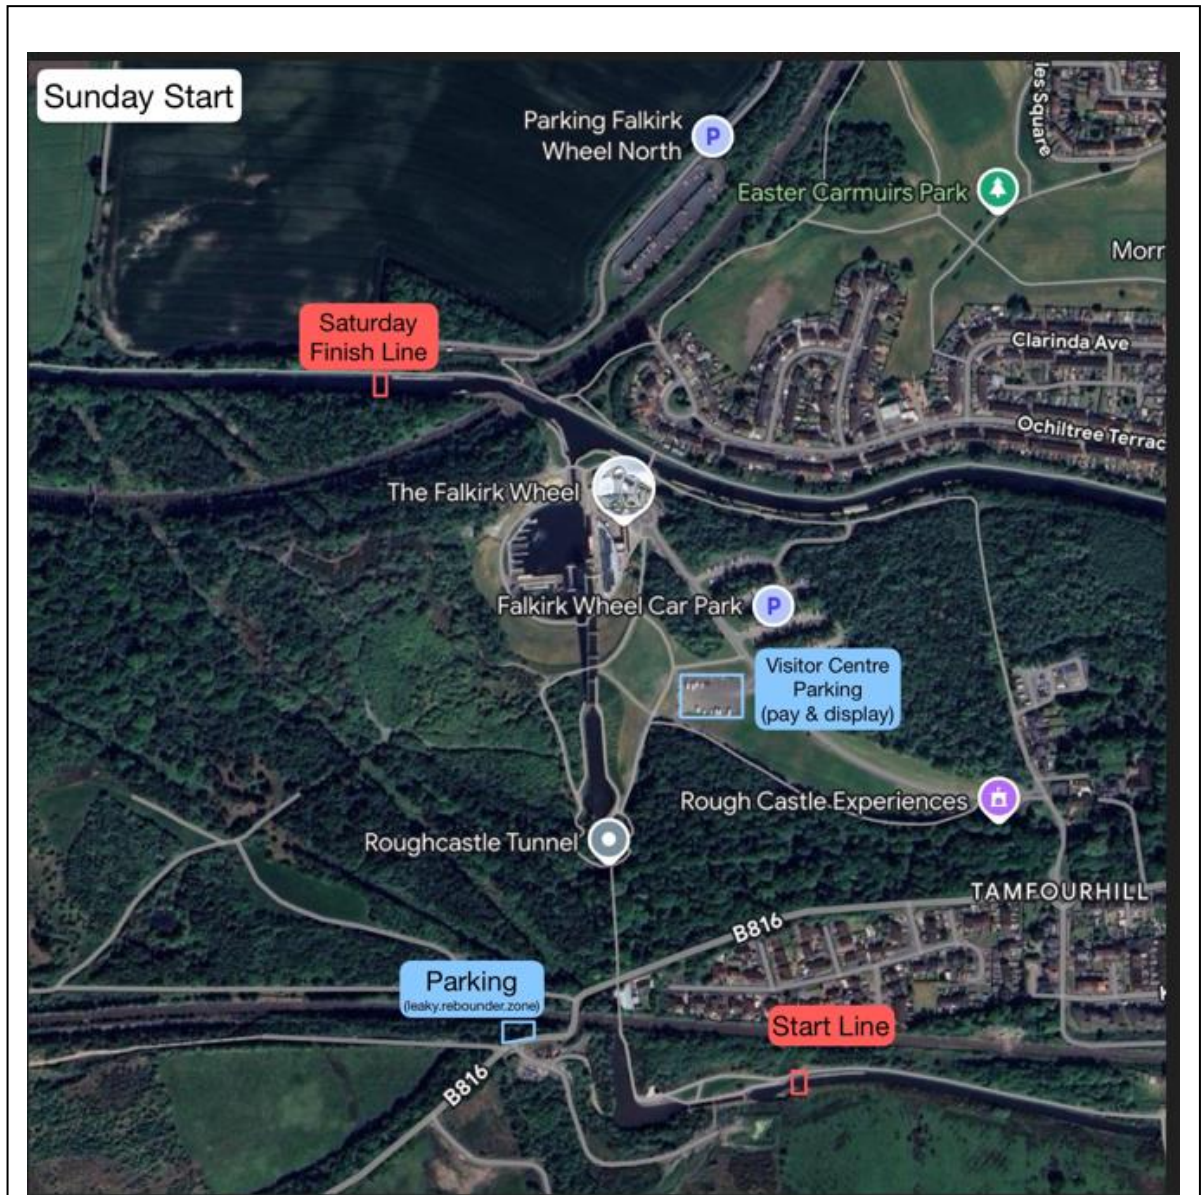 Sunday Start
Parking Falkirk
Wheel North
P
les Square
Easter Carmuirs Park
Morr
Saturday
Finish Line
Clarinda Ave
Ochiltree Terrac
The Falkirk Wheel
Falkirk Wheel Car Park
P
Visitor Centre
Parking
(pay & display)
Rough Castle Experiences
Roughcastle Tunnel
TAMFOURHILL
B816
Parking
(leaky.rebounder.zone)
K
Start Line
B816